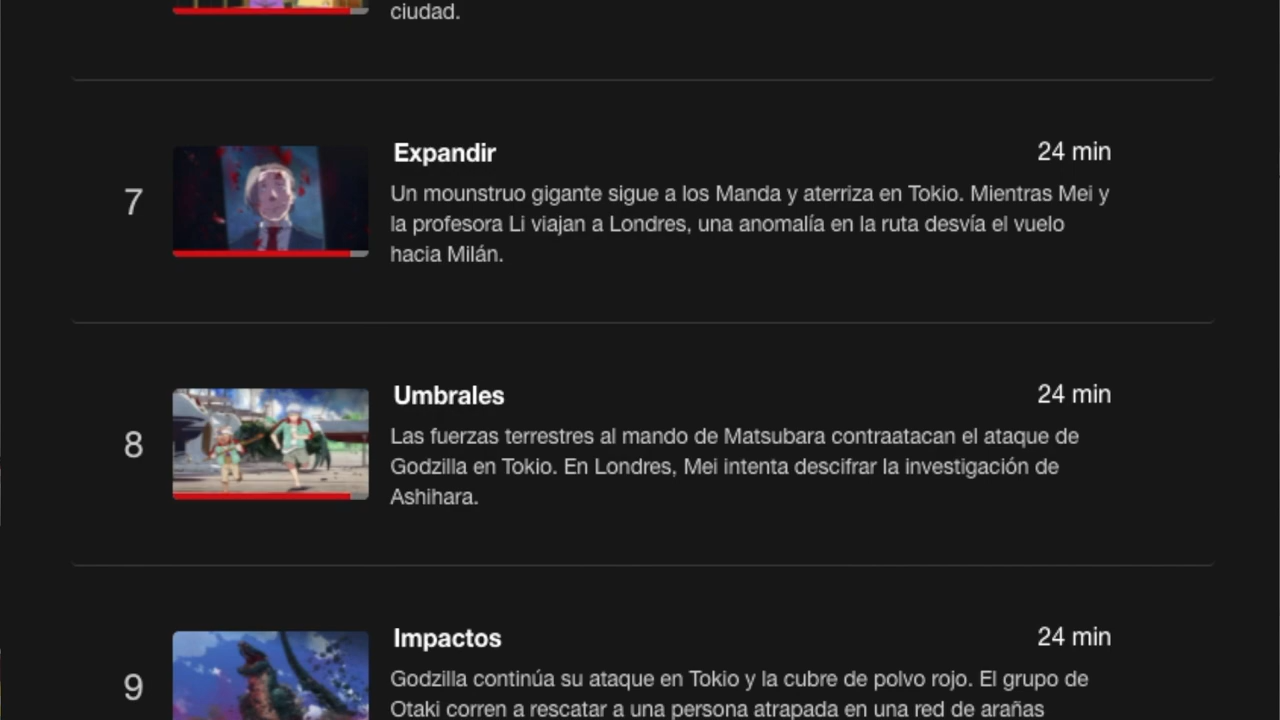 ciudad.
7
Expandir
24 min
Un mounstruo gigante sigue a los Manda y aterriza en Tokio. Mientras Mei y
la profesora Li viajan a Londres, una anomalía en la ruta desvía el vuelo
hacia Milán.
8
Umbrales
24 min
Las fuerzas terrestres al mando de Matsubara contraatacan el ataque de
Godzilla en Tokio. En Londres, Mei intenta descifrar la investigación de
Ashihara.
9
Impactos
24 min
Godzilla continúa su ataque en Tokio y la cubre de polvo rojo. El grupo de
Otaki corren a rescatar a una persona atrapada en una red de arañas